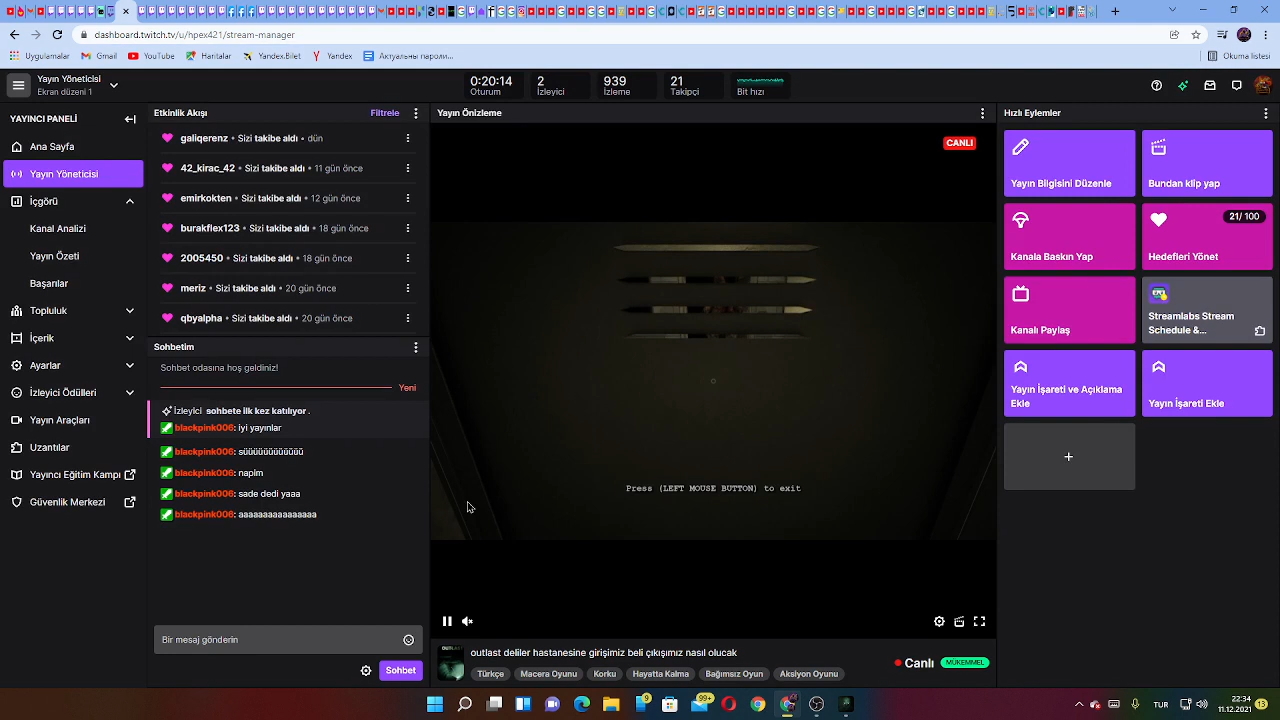 dashboard.twitch.tv/u/hpex421/stream-manager
Uygulamalar
Gmail
YouTube
Haritalar
Yeni Yandex
Yandex
Okuma listesi
Yayın Yöneticisi
Ekran düzeni 1
0:20:14
Oturum
2
İzleyici
939
İzleme
21
Takipçi
Bit hızı
YAYINCI PANELİ
Ana Sayfa
Yayın Yöneticisi
İçgörü
Kanal Analizi
Yayın Özeti
Başarılar
Topluluk
İçerik
Ayarlar
İzleyici Ödülleri
Yayın Araçları
Uzantılar
Yayıncı Eğitim Kampı
Güvenlik Merkezi
Etkinlik Akışı
Filtrele
galiqerenz • Sizi takibe aldı • dün
42_kirac_42 • Sizi takibe aldı • 11 gün önce
emirkokten • Sizi takibe aldı • 12 gün önce
burakflex123 • Sizi takibe aldı • 18 gün önce
2005450 • Sizi takibe aldı • 18 gün önce
meriz • Sizi takibe aldı • 20 gün önce
qbyalpha • Sizi takibe aldı • 20 gün önce
Sohbetim
Sohbet odasına hoş geldiniz!
Yeni
İzleyici sohbete ilk kez katılıyor .
blackpink006: iyi yayınlar
blackpink006: süüüüüüüüüüüü
blackpink006: napim
blackpink006: sade dedi yaaa
blackpink006: aaaaaaaaaaaaaaa
Bir mesaj gönderin
Sohbet
Yayın Önizleme
CANLI
Press (LEFT MOUSE BUTTON) to exit
OUTLAST
outlast deliler hastanesine girişimiz beli çıkışımız nasıl olucak
Türkçe
Macera Oyunu
Korku
Hayatta Kalma
Bağımsız Oyun
Aksiyon Oyunu
Canlı
MÜKEMMEL
Hızlı Eylemler
Yayın Bilgisini Düzenle
Bundan klip yap
Kanala Baskın Yap
21/ 100
Hedefleri Yönet
Kanalı Paylaş
Streamlabs Stream
Schedule &...
Yayın İşareti ve Açıklama
Ekle
Yayın İşareti Ekle
9
99+
TUR
22:34
11.12.2021
13